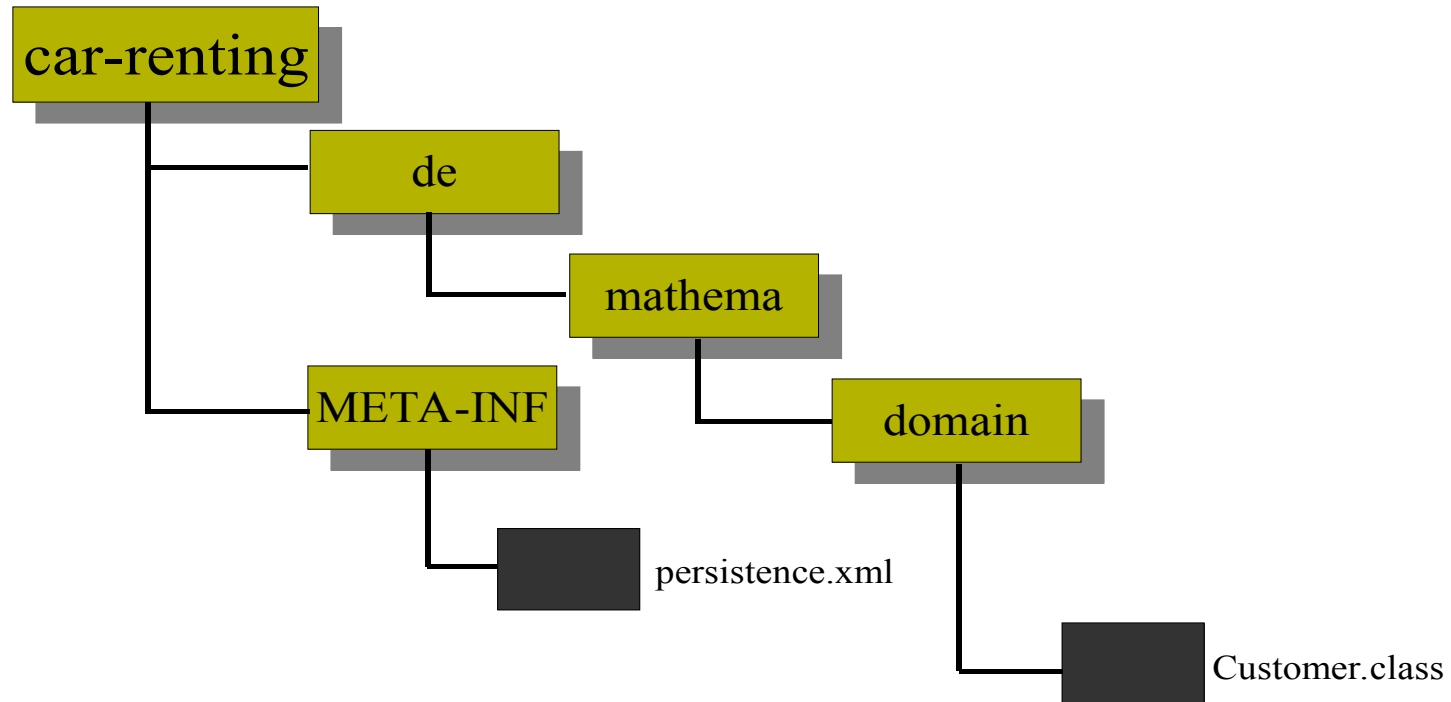 car-renting
de
mathema
META-INF
domain
persistence.xml
Customer.class